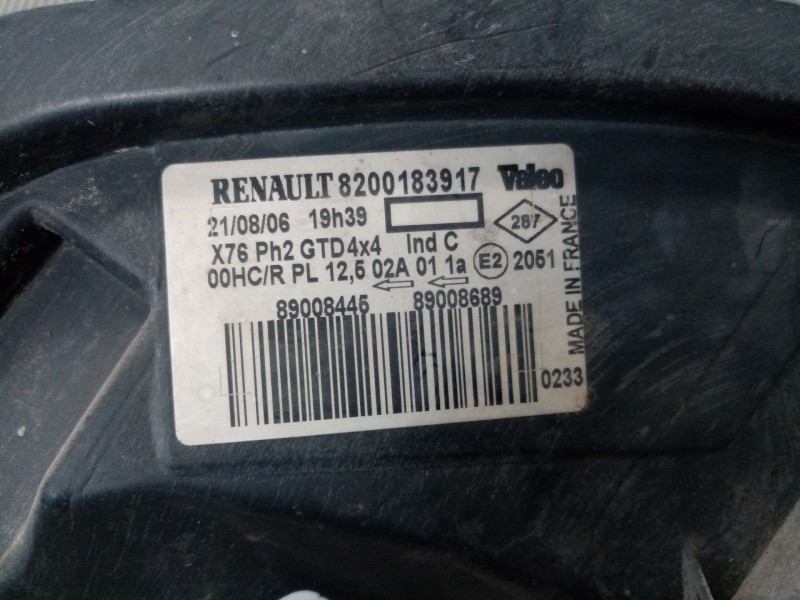 RENAULT 8200183917 Valeo
21/08/06 19h39
287
X76 Ph2 GTD4x4 Ind C
00HC/R PL 12,5 02A 01 1a E2 2051
89008445 89008689
0233
MADE IN FRANCE